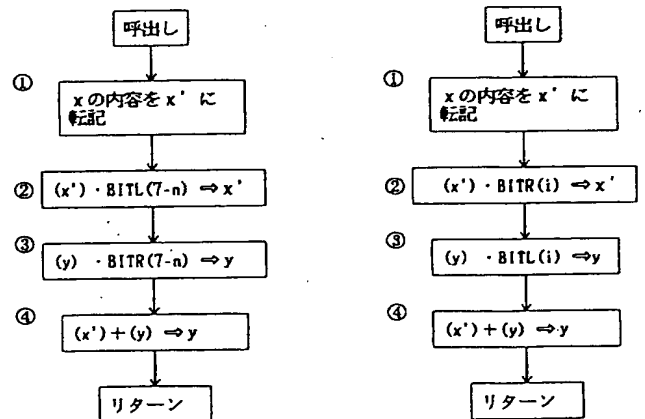 呼出し
①
xの内容をx'に
転記
② (x')・BITL(7-n) ⇒x'
③
(y) ・BITR(7-n) ⇒y
④
(x')+(y) ⇒y
リターン
呼出し
①
xの内容をx'に
転記
② (x')・BITR(i) ⇒x'
③
(y) ・BITL(i) ⇒y
④
(x')+(y) ⇒y
リターン